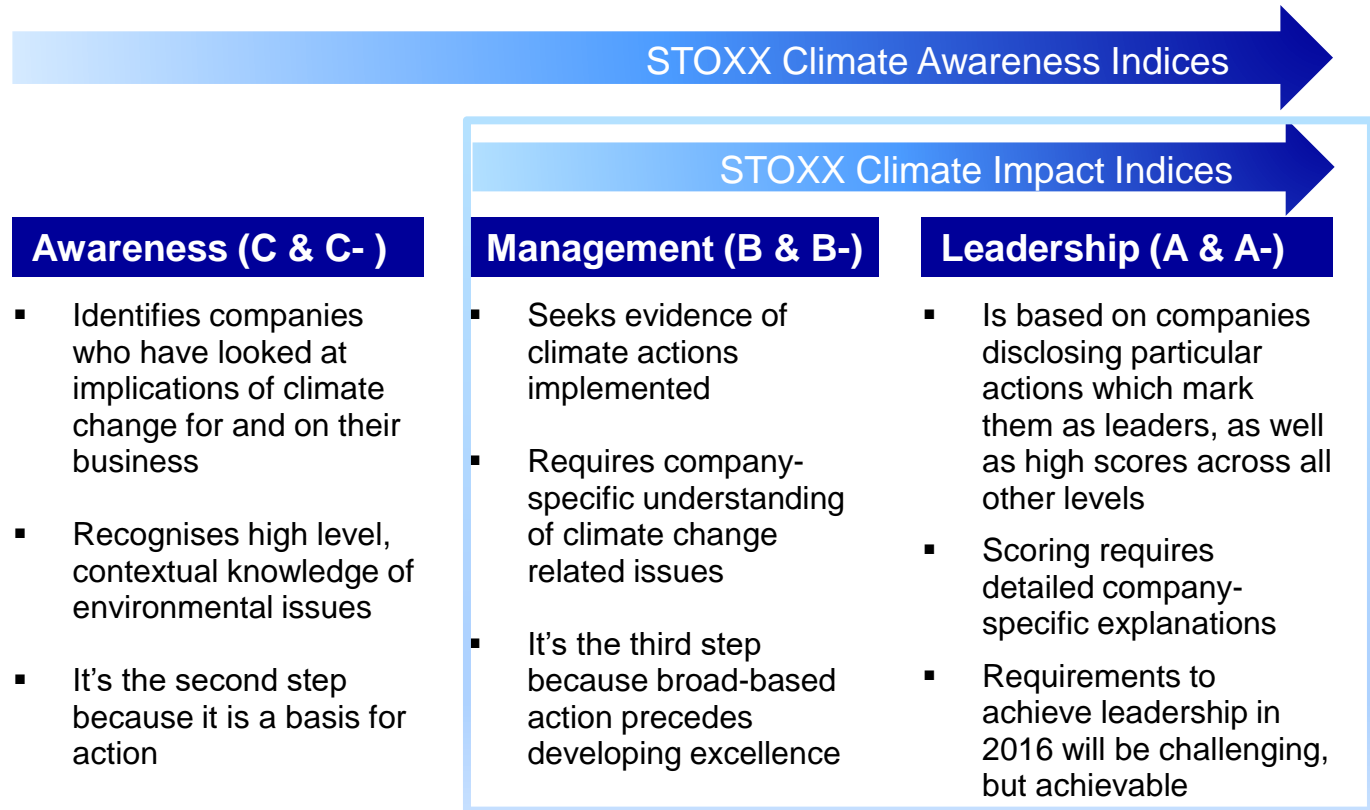 STOXX Climate Awareness Indices
STOXX Climate Impact Indices
Awareness (C & C- )
▪ Identifies companies
who have looked at
implications of climate
change for and on their
business
▪ Recognises high level,
contextual knowledge of
environmental issues
▪ It’s the second step
because it is a basis for
action
Management (B & B-)
▪ Seeks evidence of
climate actions
implemented
▪ Requires company-
specific understanding
of climate change
related issues
▪ It’s the third step
because broad-based
action precedes
developing excellence
Leadership (A & A-)
▪ Is based on companies
disclosing particular
actions which mark
them as leaders, as well
as high scores across all
other levels
▪ Scoring requires
detailed company-
specific explanations
▪ Requirements to
achieve leadership in
2016 will be challenging,
but achievable